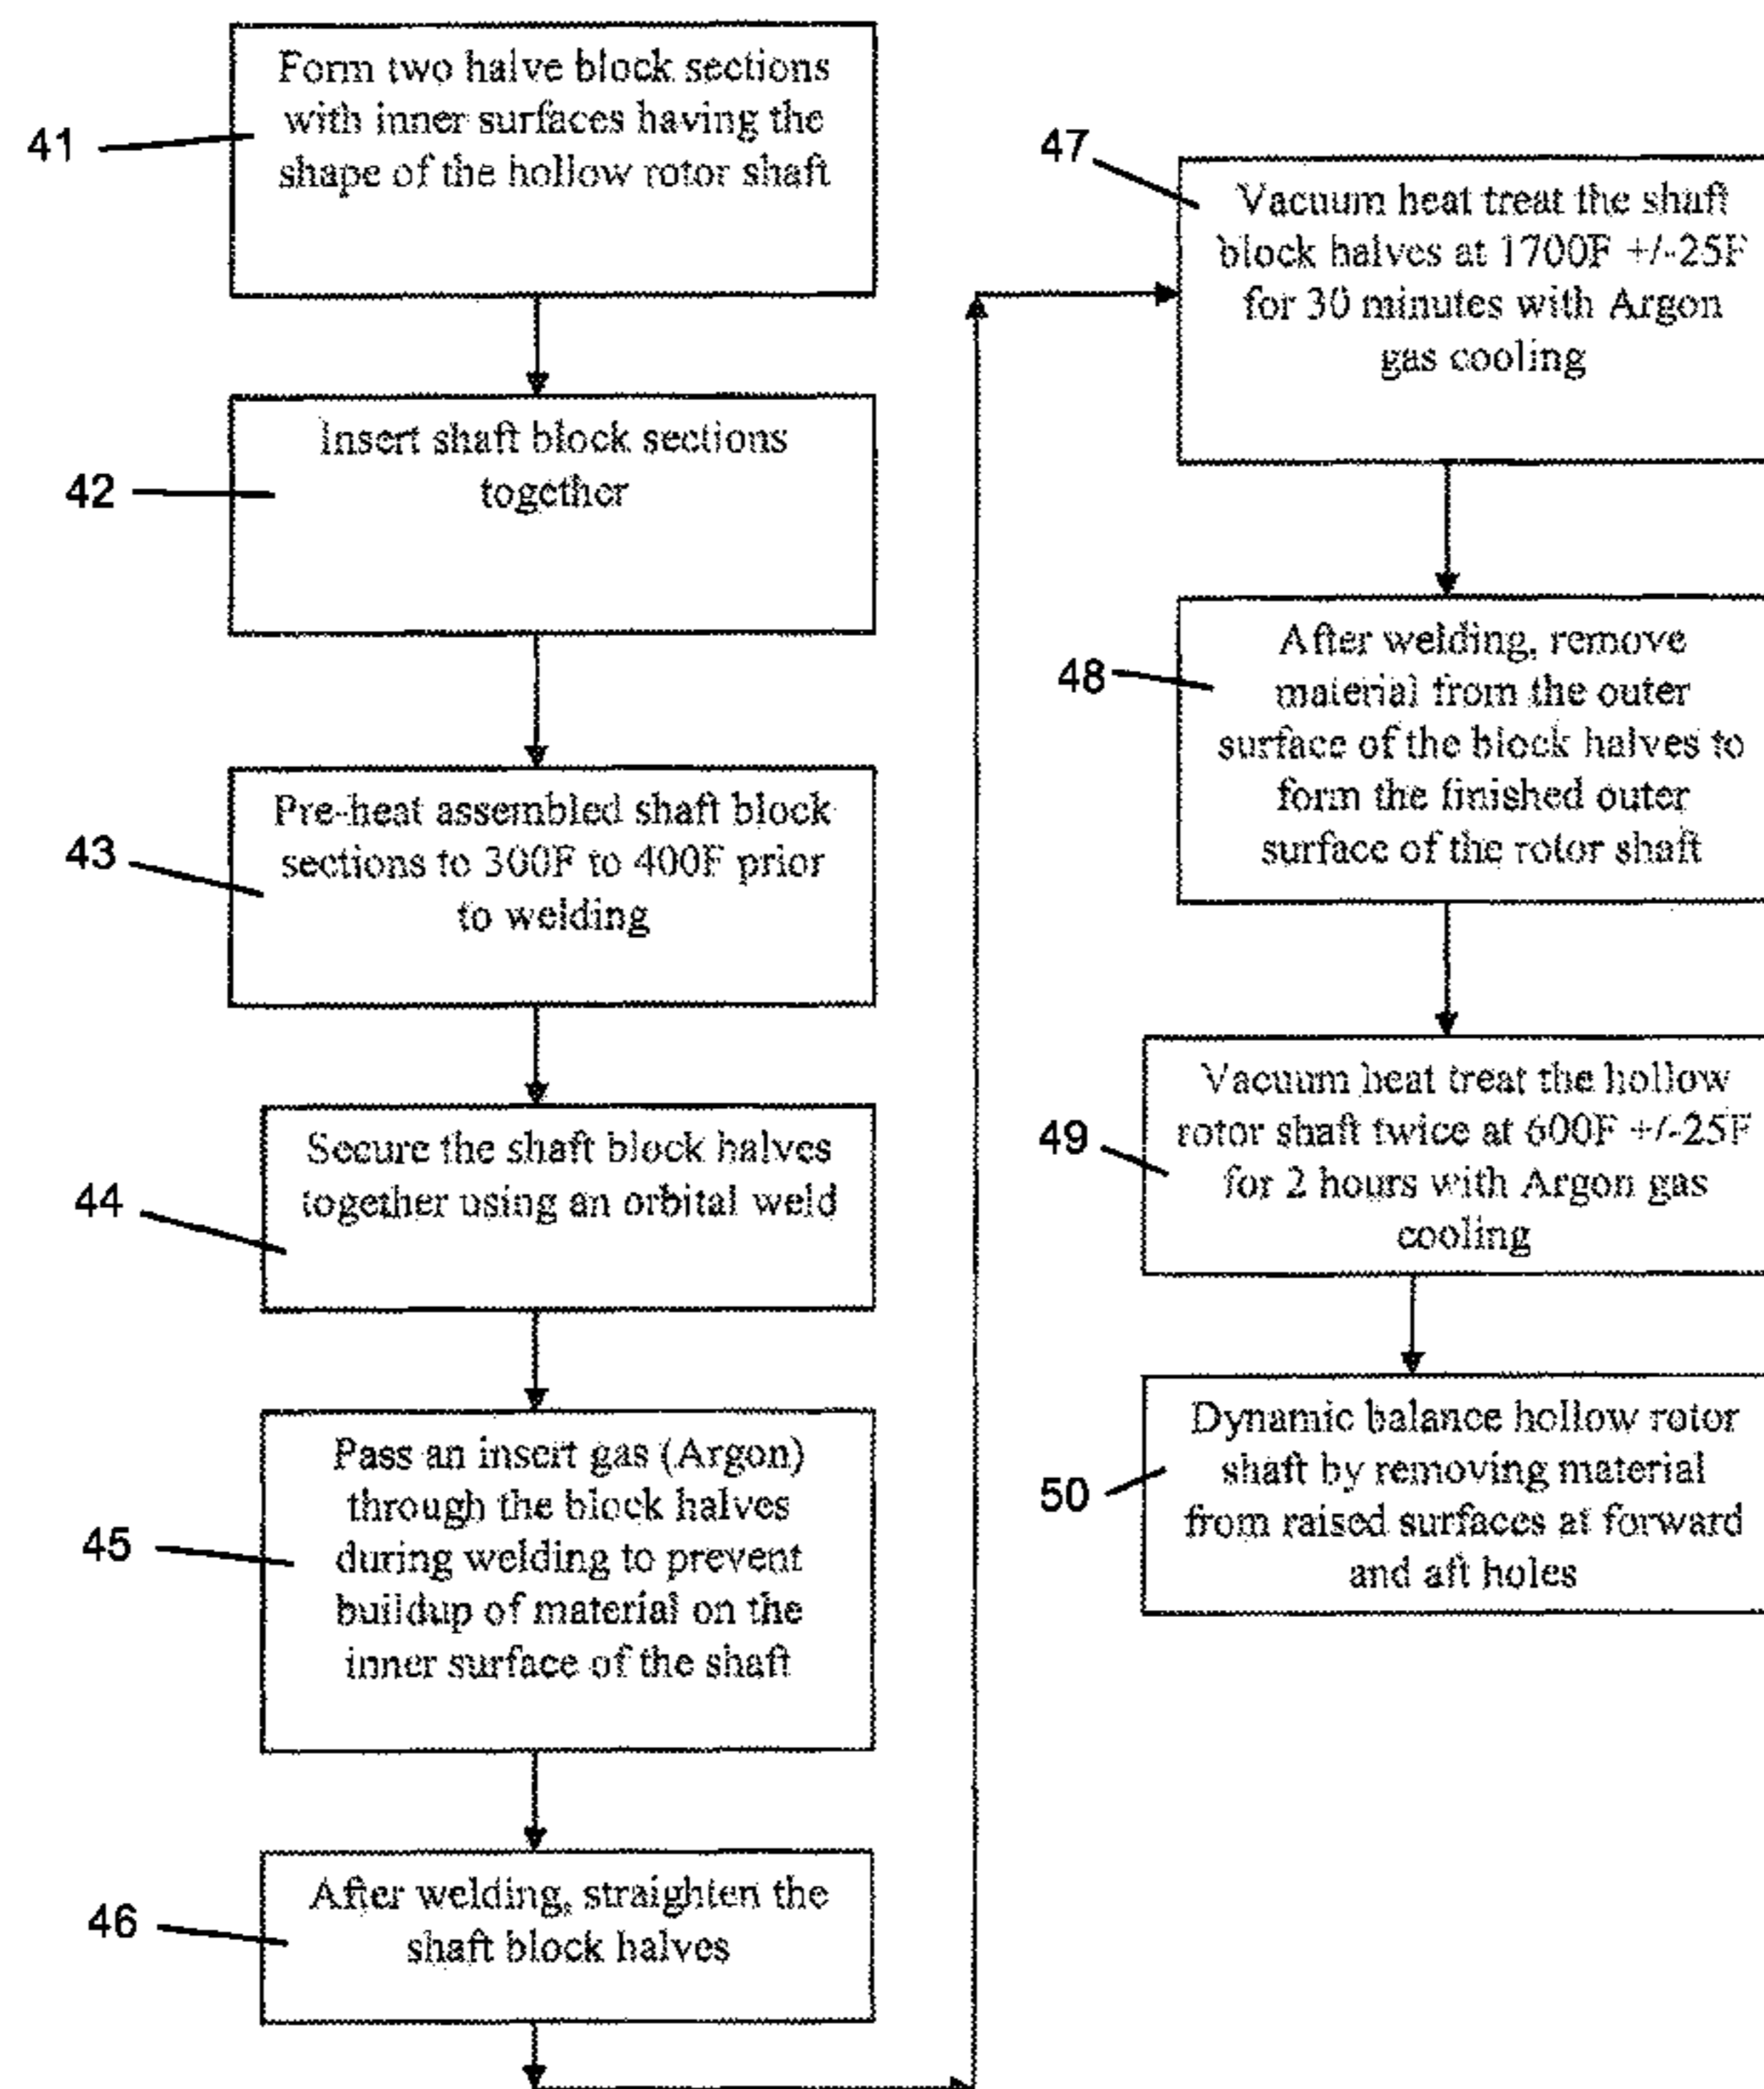 41
Form two halve block sections
with inner surfaces having the
shape of the hollow rotor shaft
42
Insert shaft block sections
together
43
Pre-heat assembled shaft block
sections to 300F to 400F prior
to welding
44
Secure the shaft block halves
together using an orbital weld
45
Pass an insert gas (Argon)
through the block halves
during welding to prevent
buildup of material on the
inner surface of the shaft
46
After welding, straighten the
shaft block halves
47
Vacuum heat treat the shaft
block halves at 1700F +/-25F
for 30 minutes with Argon
gas cooling
48
After welding, remove
material from the outer
surface of the block halves to
form the finished outer
surface of the rotor shaft
49
Vacuum heat treat the hollow
rotor shaft twice at 600F +/-25F
for 2 hours with Argon gas
cooling
50
Dynamic balance hollow rotor
shaft by removing material
from raised surfaces at forward
and aft holes